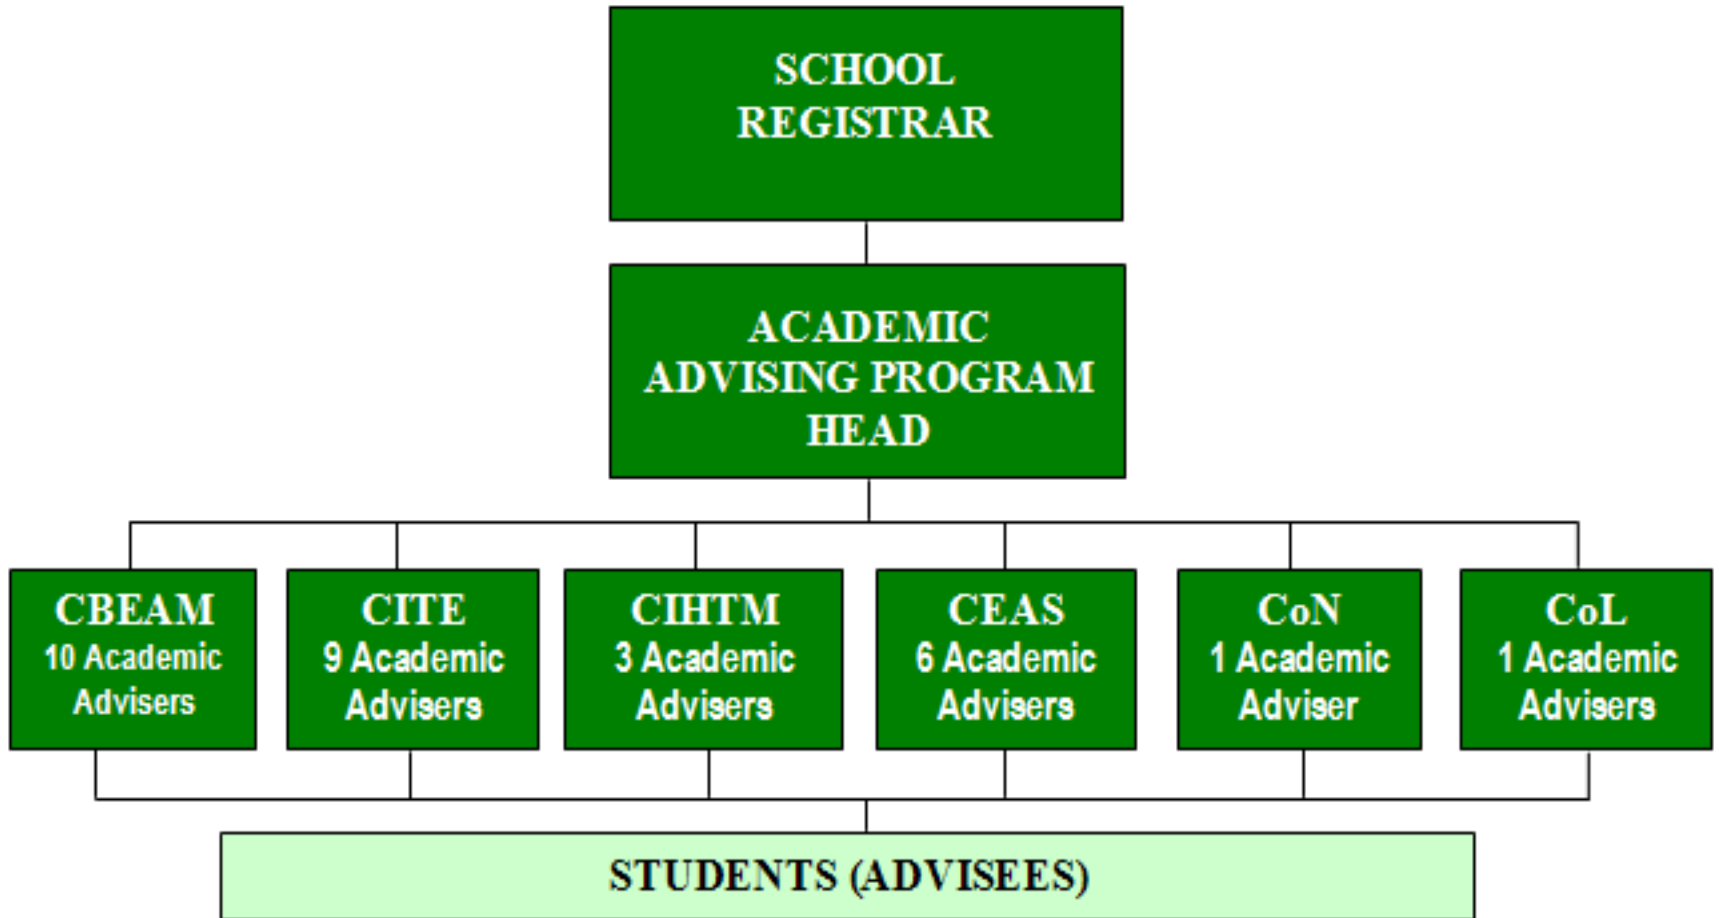 SCHOOL
REGISTRAR
ACADEMIC
ADVISING PROGRAM
HEAD
CBEAM
10 Academic
Advisers
CITE
9 Academic
Advisers
CIHTM
3 Academic
Advisers
CEAS
6 Academic
Advisers
CoN
1 Academic
Adviser
CoL
1 Academic
Advisers
STUDENTS (ADVISEES)